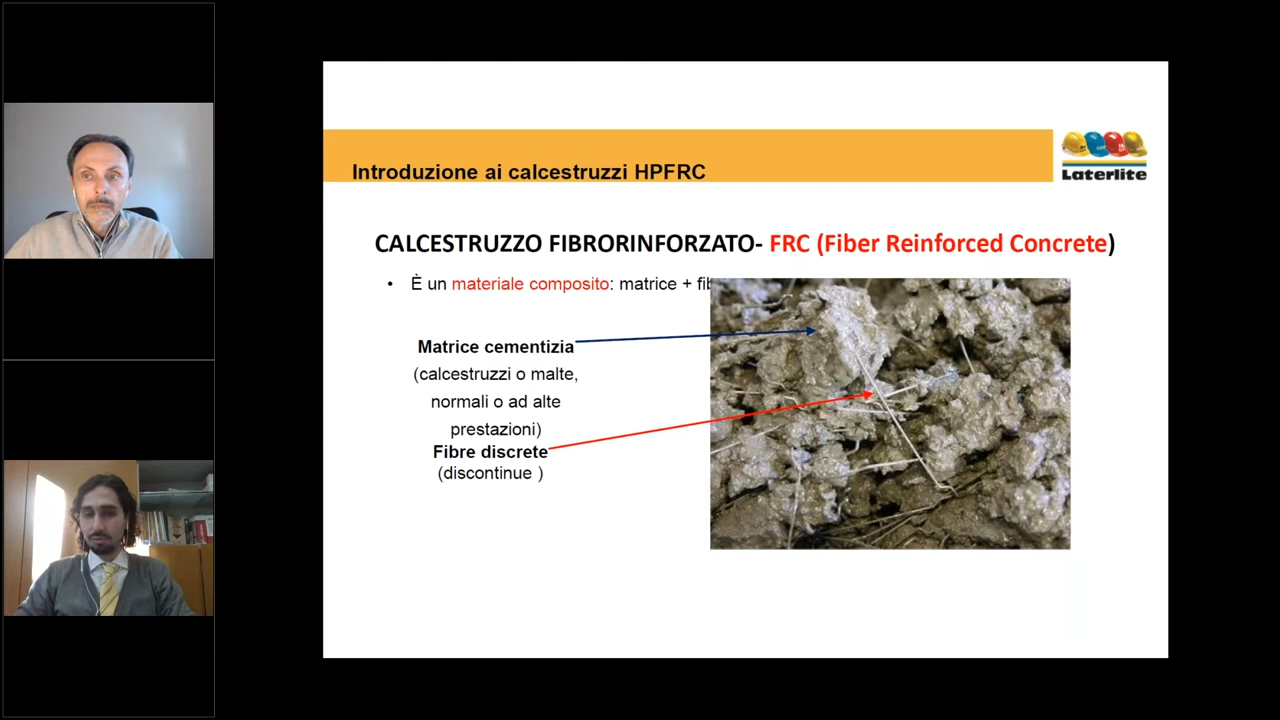 Introduzione ai calcestruzzi HPFRC
Laterlite
CALCESTRUZZO FIBRORINFORZATO- FRC (Fiber Reinforced Concrete)
• È un materiale composito: matrice + fib
Matrice cementizia
(calcestruzzi o malte,
normali o ad alte
prestazioni)
Fibre discrete
(discontinue )